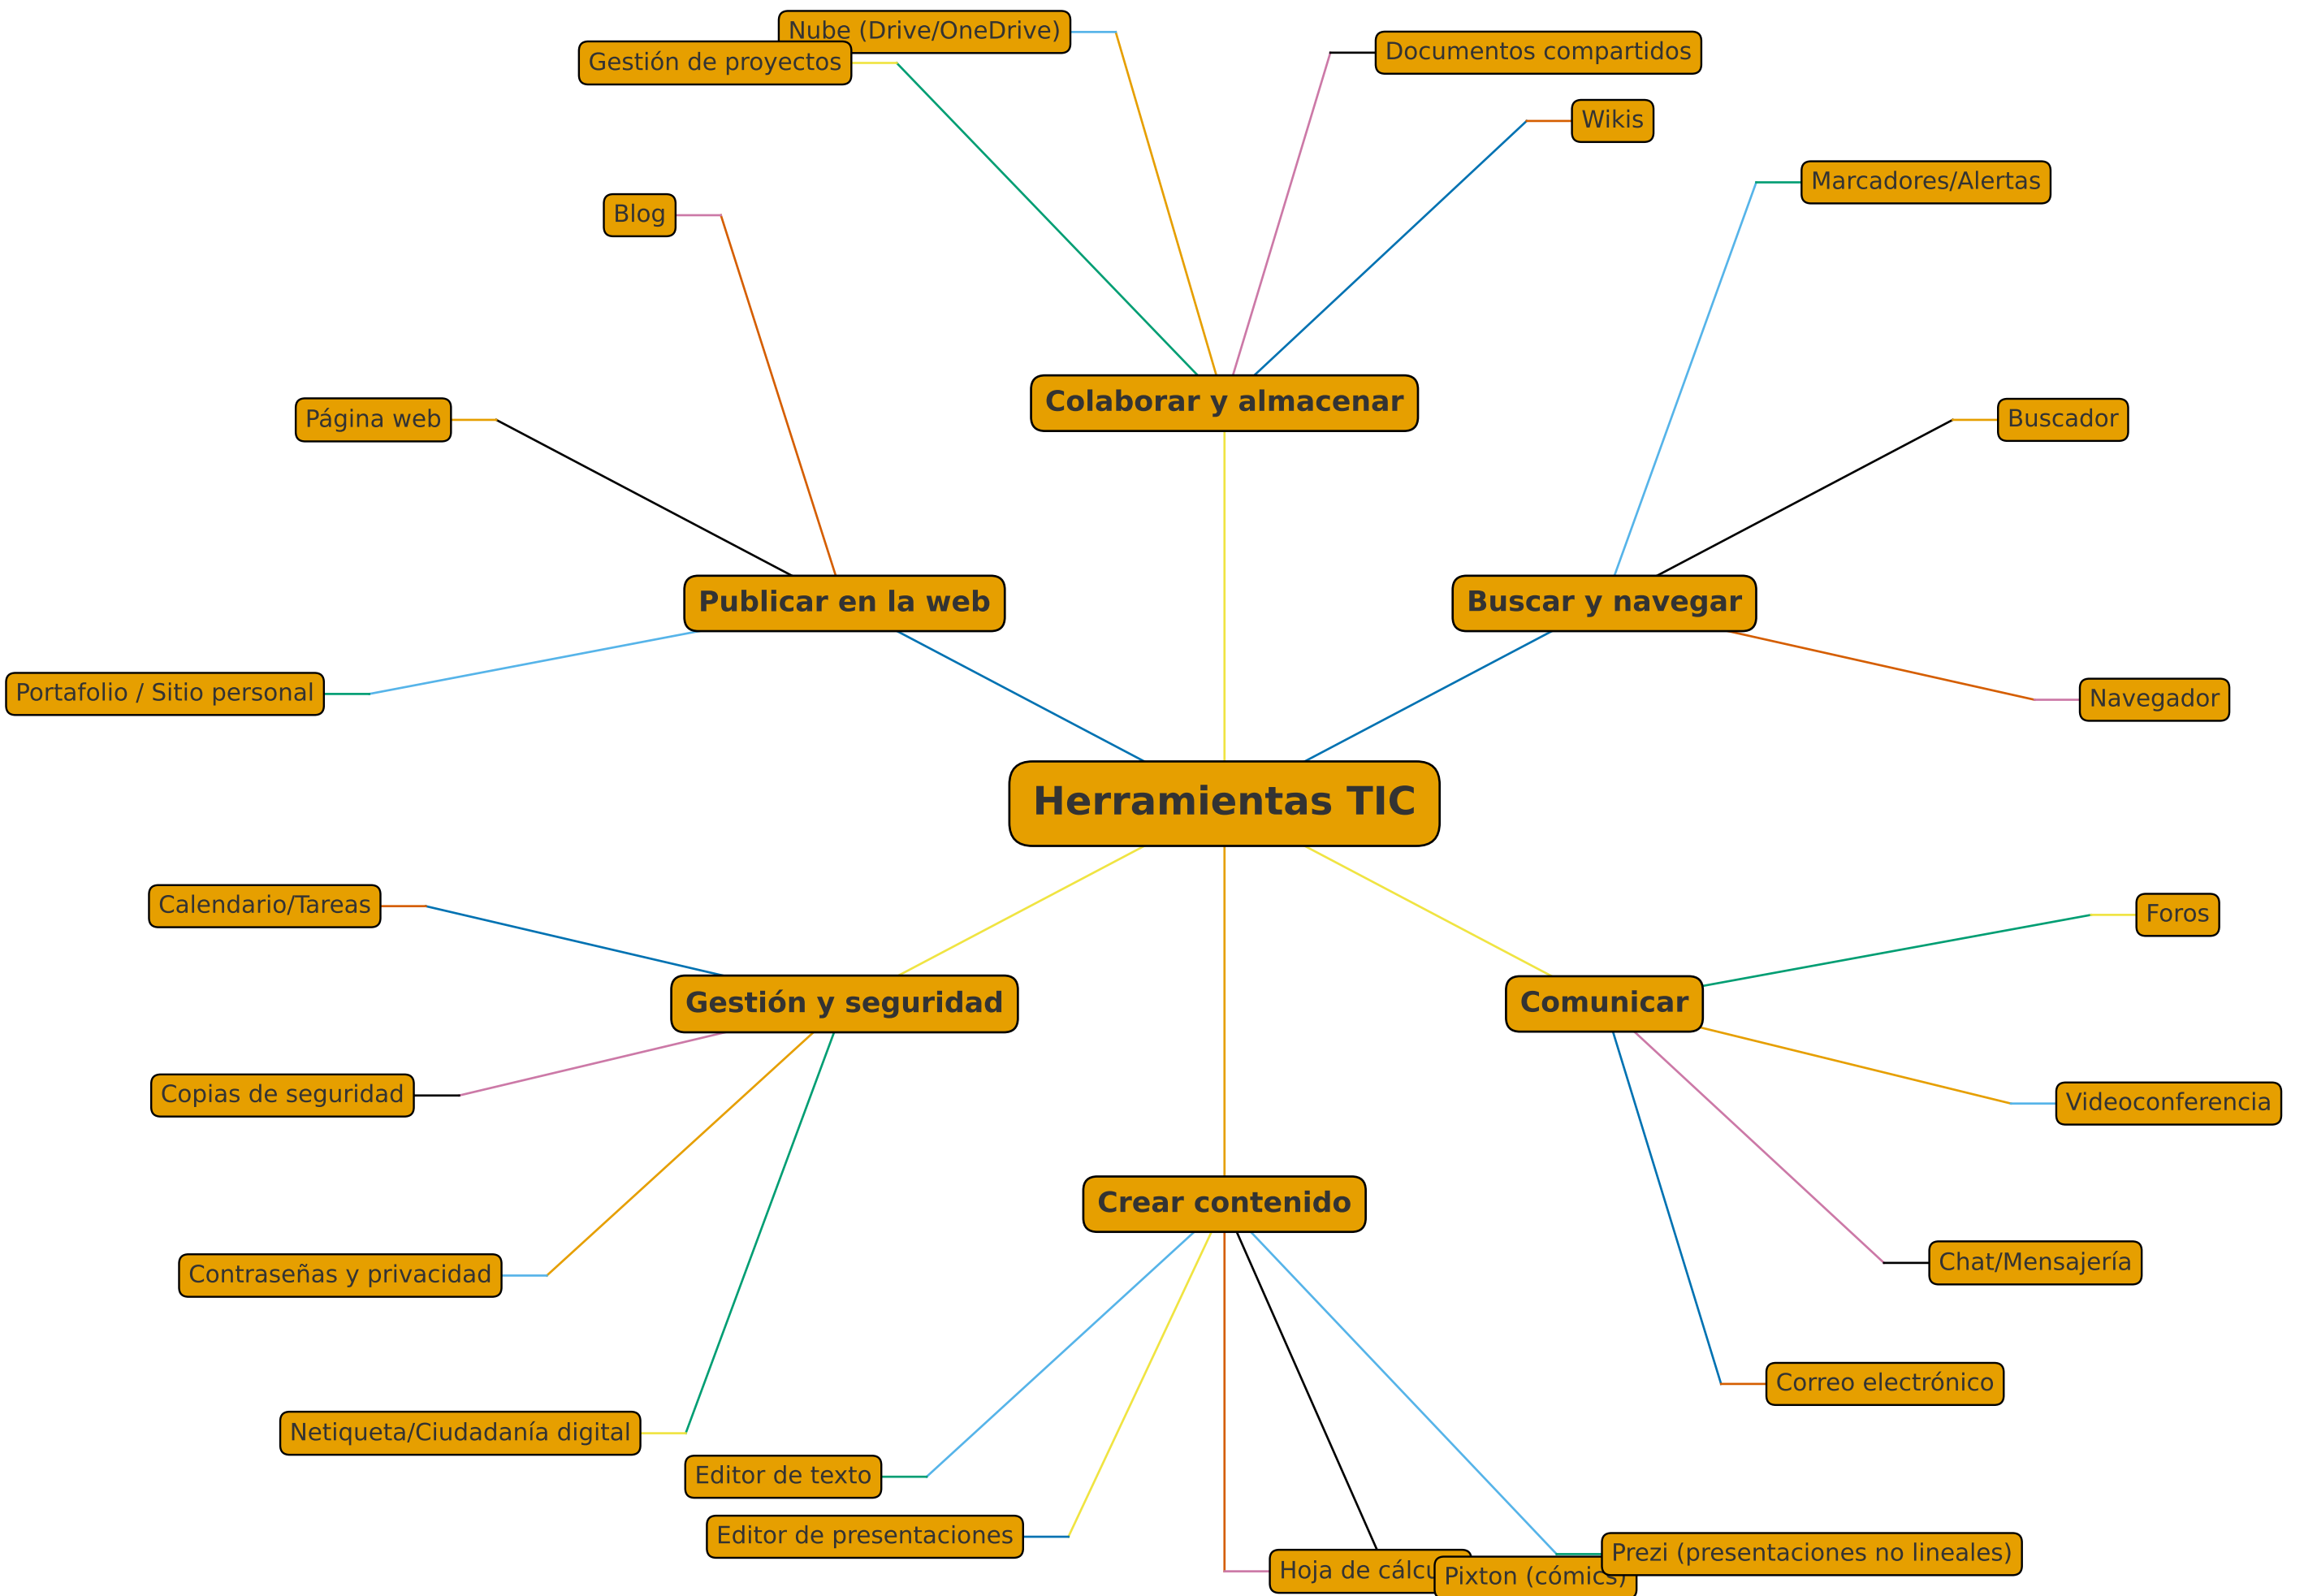 Nube (Drive/OneDrive)
Gestión de proyectos
Documentos compartidos
Wikis
Marcadores/Alertas
Blog
Colaborar y almacenar
Página web
Buscador
Publicar en la web
Buscar y navegar
Portafolio / Sitio personal
Navegador
Herramientas TIC
Calendario/Tareas
Foros
Gestión y seguridad
Comunicar
Copias de seguridad
Videoconferencia
Crear contenido
Contraseñas y privacidad
Chat/Mensajería
Correo electrónico
Netiqueta/Ciudadanía digital
Editor de texto
Editor de presentaciones
Prezi (presentaciones no lineales)
Hoja de cálcu
Pixton (cómics)